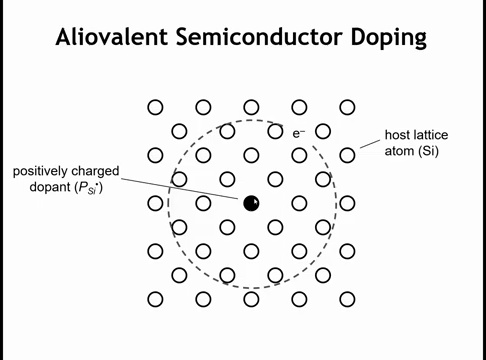 Aliovalent Semiconductor Doping
e⁻
host lattice
atom (Si)
positively charged
dopant (P_Si^•)